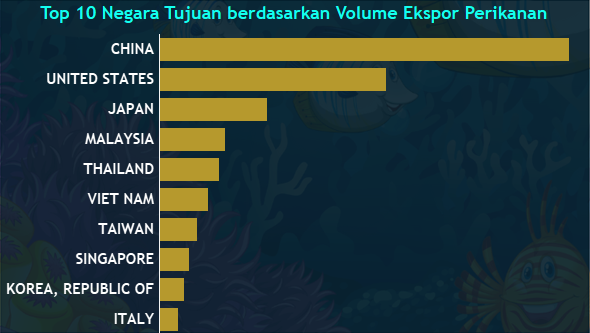 Top 10 Negara Tujuan berdasarkan Volume Ekspor Perikanan
CHINA
UNITED STATES
JAPAN
MALAYSIA
THAILAND
VIET NAM
TAIWAN
SINGAPORE
KOREA, REPUBLIC OF
ITALY